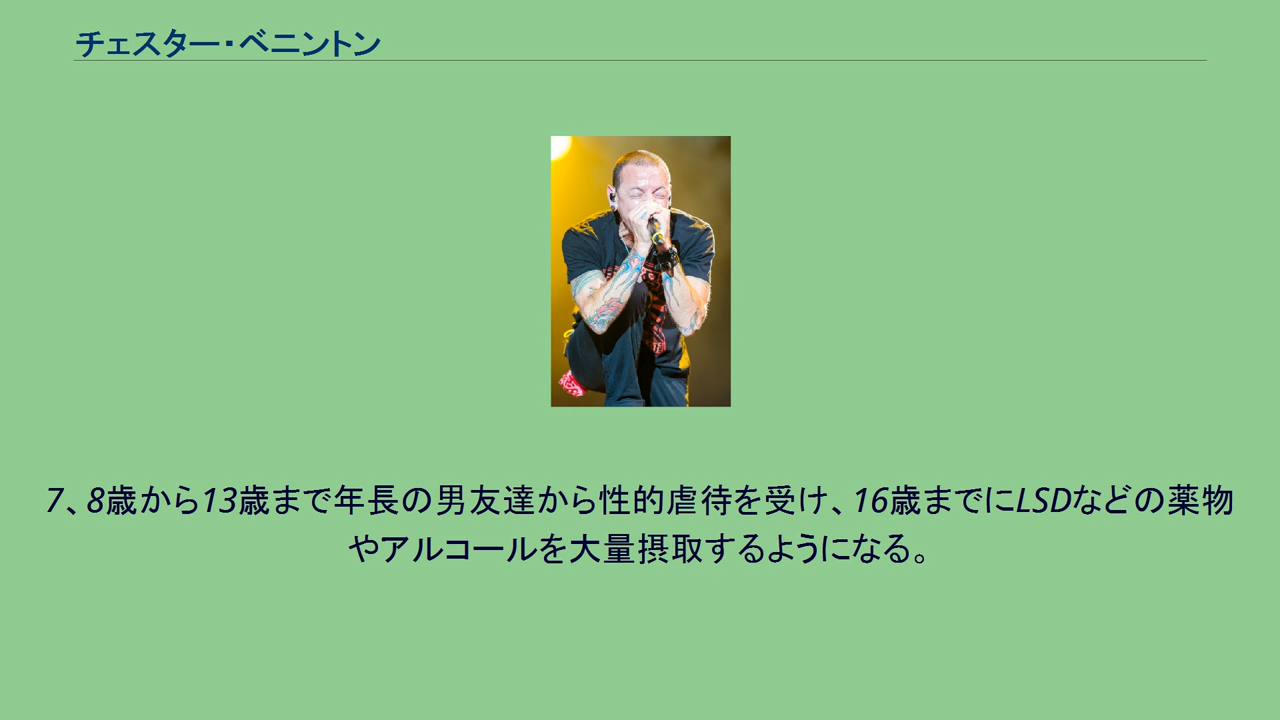 チェスター・ベニントン
7、8歳から13歳まで年長の男友達から性的虐待を受け、16歳までにLSDなどの薬物
やアルコールを大量摂取するようになる。